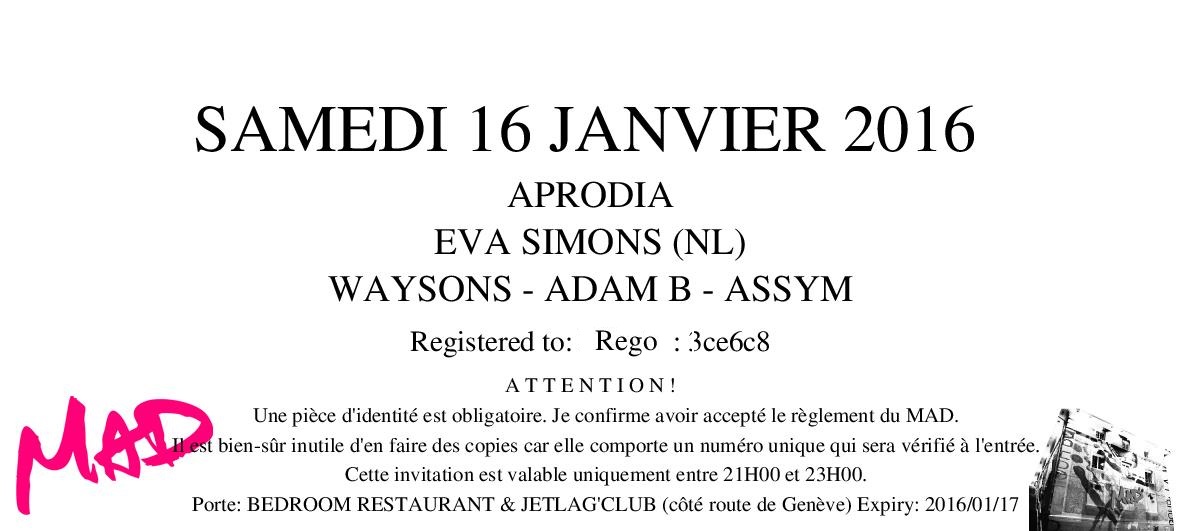 SAMEDI 16 JANVIER 2016
APRODIA
EVA SIMONS (NL)
WAYSONS - ADAM B - ASSYM
Registered to: Rego : 3ce6c8
ATTENTION!
Une pièce d'identité est obligatoire. Je confirme avoir accepté le règlement du MAD.
MAD
Il est bien-sûr inutile d'en faire des copies car elle comporte un numéro unique qui sera vérifié à l'entrée.
Cette invitation est valable uniquement entre 21H00 et 23H00.
Porte: BEDROOM RESTAURANT & JETLAG'CLUB (côté route de Genève) Expiry: 2016/01/17